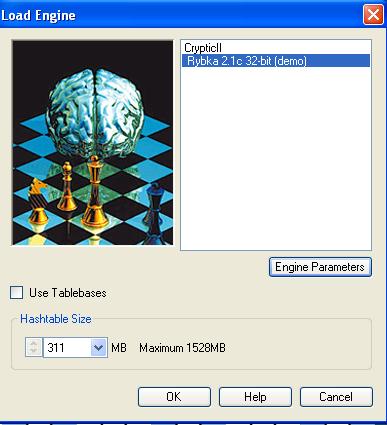 Load Engine
CrypticII
Rybka 2.1c 32-bit (demo)
Engine Parameters
Use Tablebases
Hashtable Size
311 MB Maximum 1528MB
OK Help Cancel